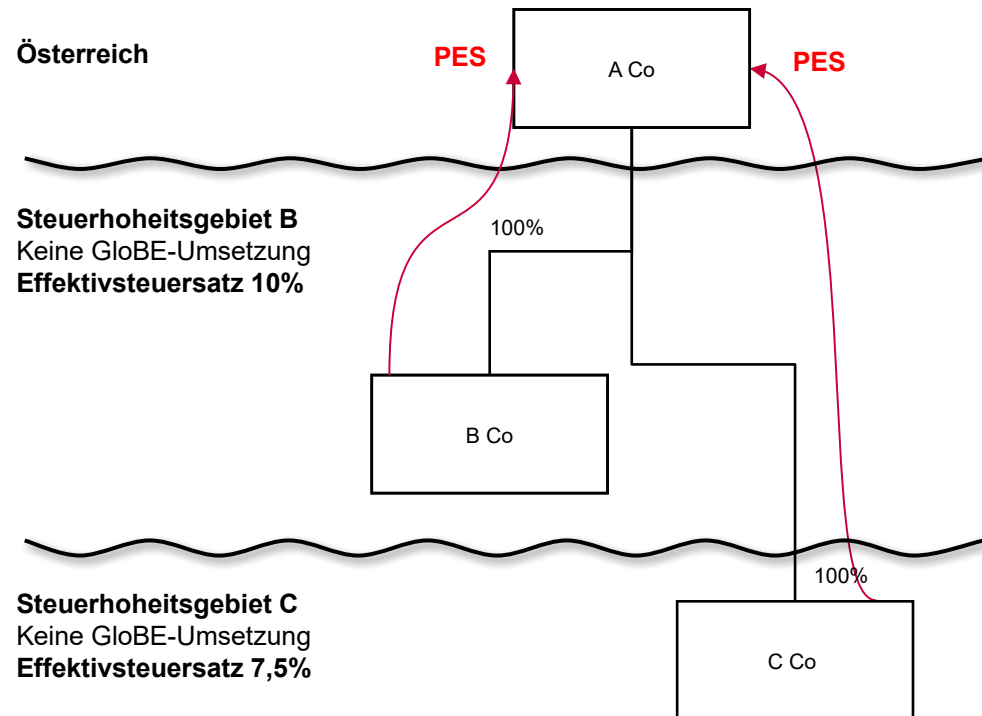 Österreich
PES
A Co
PES
Steuerhoheitsgebiet B
Keine GloBE-Umsetzung
Effektivsteuersatz 10%
100%
B Co
Steuerhoheitsgebiet C
Keine GloBE-Umsetzung
Effektivsteuersatz 7,5%
100%
C Co